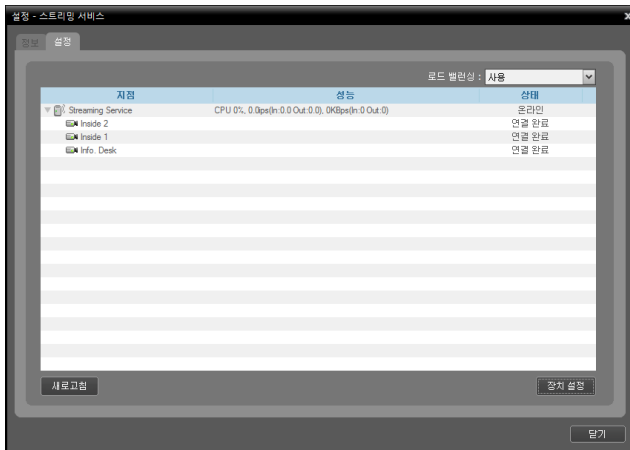 설정 - 스트리밍 서비스
정보 설정
로드 밸런싱 : 사용
지점 성능 상태
Streaming Service CPU 0%, 0.0ips(In:0.0 Out:0.0), 0KBps(In:0 Out:0) 온라인
Inside 2 연결 완료
Inside 1 연결 완료
Info. Desk 연결 완료
새로고침 장치 설정
닫기